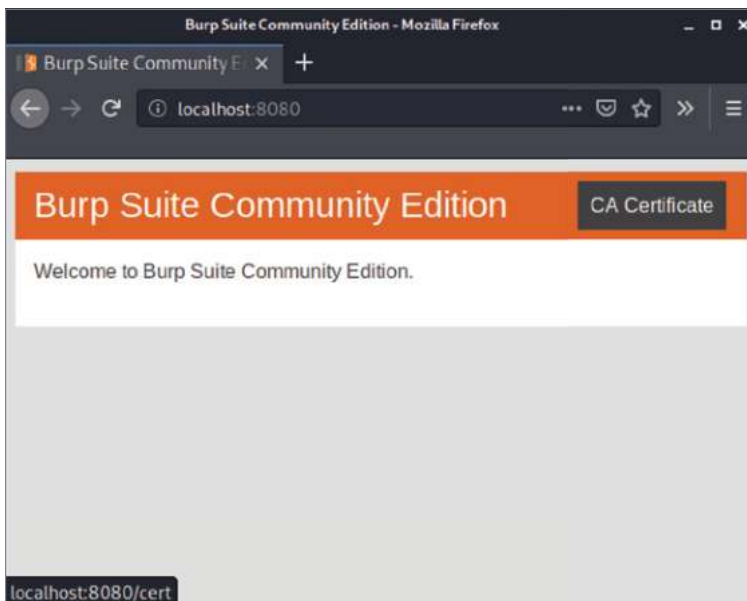 Burp Suite Community Edition - Mozilla Firefox
Burp Suite Community E
localhost:8080
Burp Suite Community Edition
CA Certificate
Welcome to Burp Suite Community Edition.
localhost:8080/cert